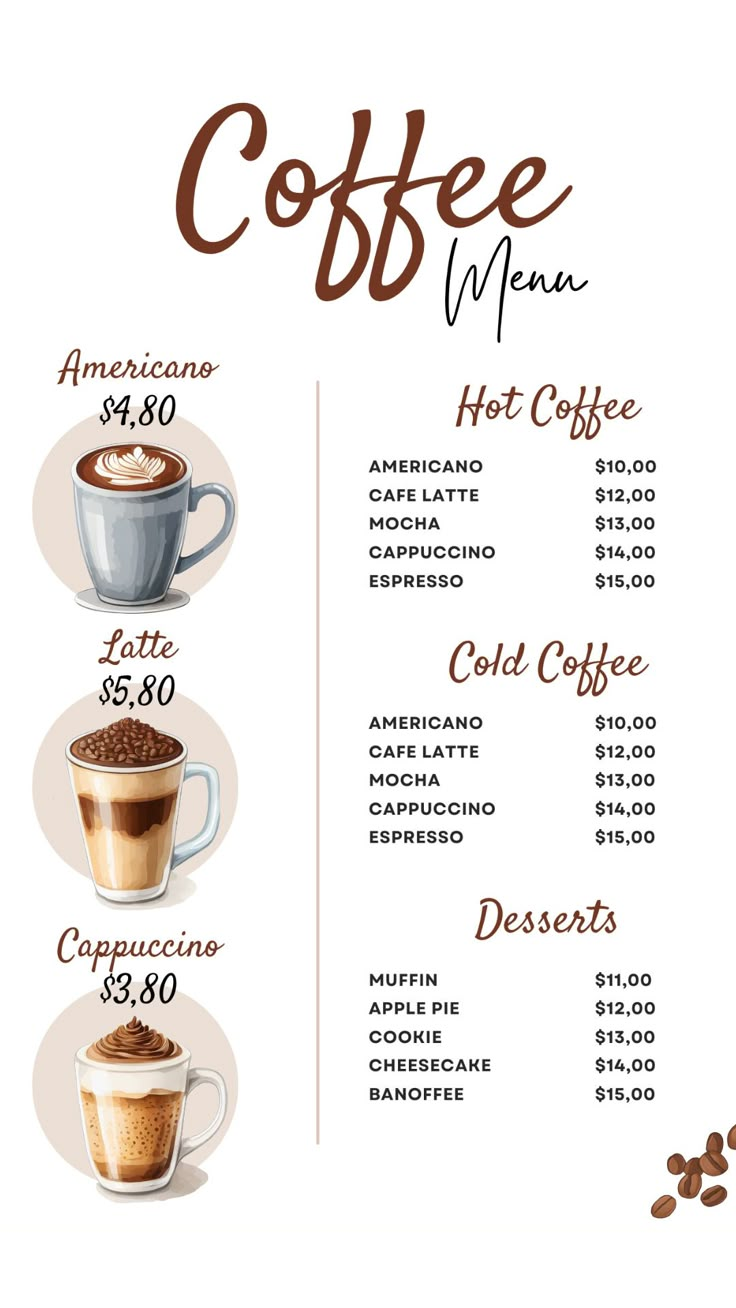 Coffee
Menu
Americano
$4,80
Latte
$5,80
Cappuccino
$3,80
Hot Coffee
AMERICANO $10,00
CAFE LATTE $12,00
MOCHA $13,00
CAPPUCCINO $14,00
ESPRESSO $15,00
Cold Coffee
AMERICANO $10,00
CAFE LATTE $12,00
MOCHA $13,00
CAPPUCCINO $14,00
ESPRESSO $15,00
Desserts
MUFFIN $11,00
APPLE PIE $12,00
COOKIE $13,00
CHEESECAKE $14,00
BANOFFEE $15,00